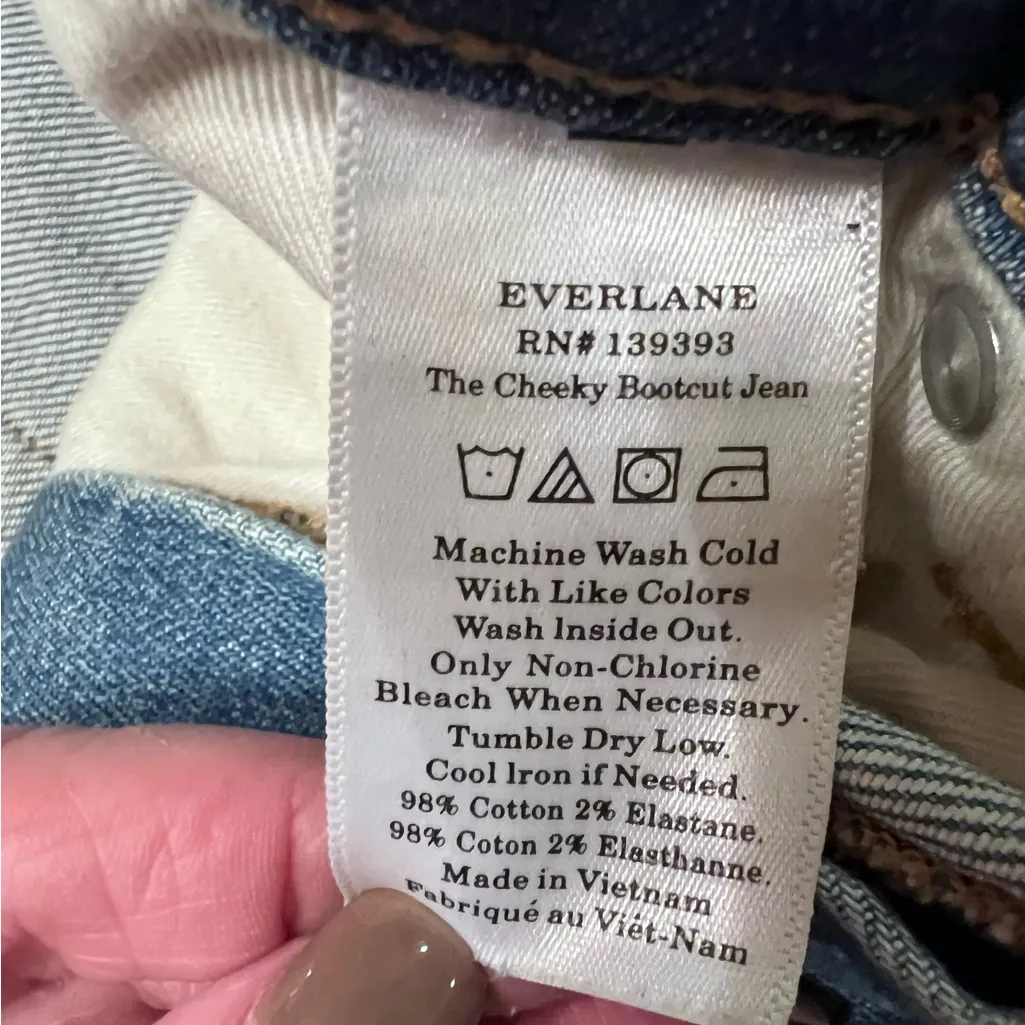 EVERLANE
RN# 139393
The Cheeky Bootcut Jean
Machine Wash Cold
With Like Colors
Wash Inside Out.
Only Non-Chlorine
Bleach When Necessary.
Tumble Dry Low.
Cool Iron if Needed.
98% Cotton 2% Elastane.
98% Coton 2% Elasthanne.
Made in Vietnam
Fabriqué au Viêt-Nam